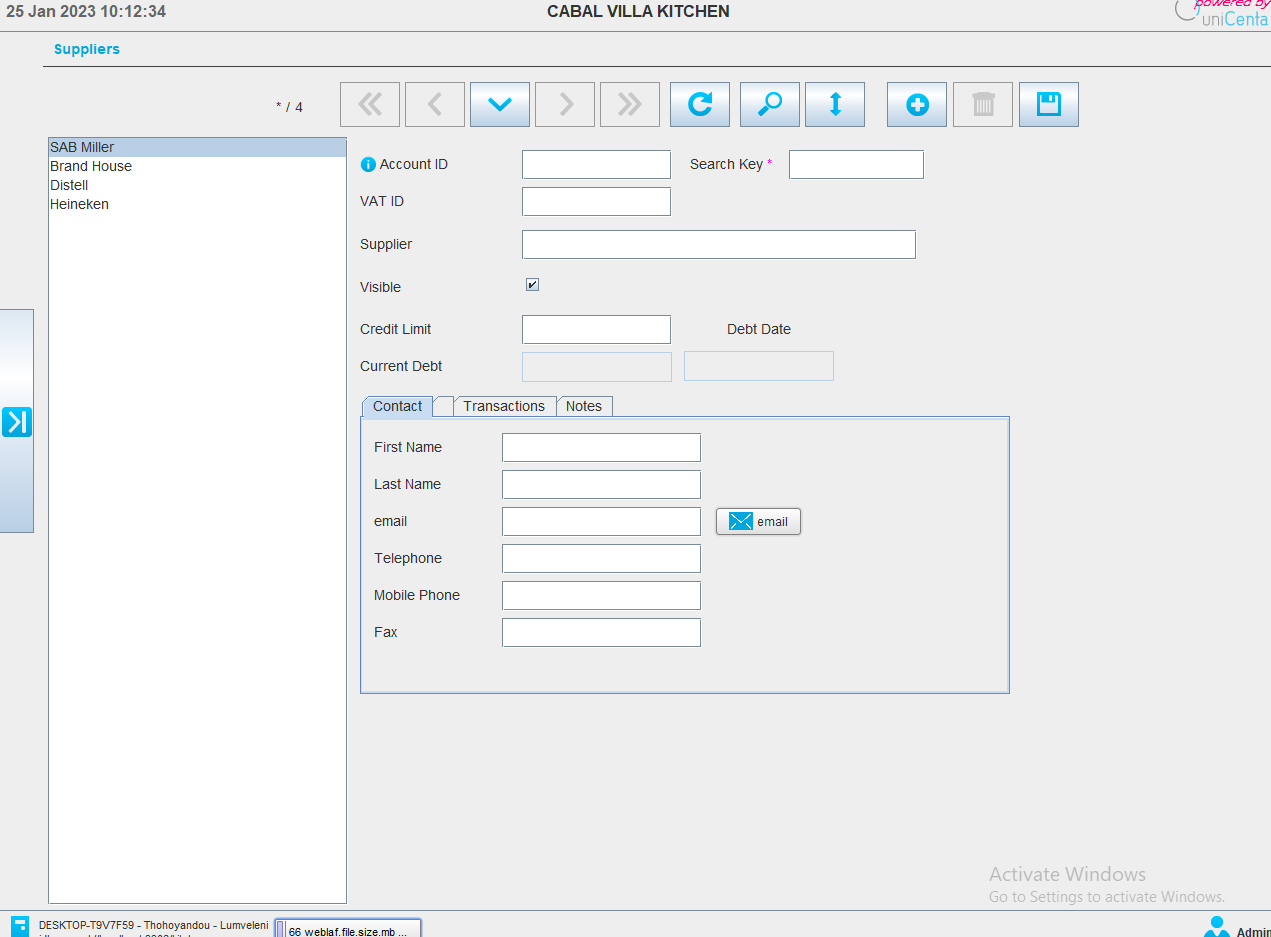 25 Jan 2023 10:12:34
CABAL VILLA KITCHEN
powered by
uniCenta
Suppliers
* / 4
SAB Miller
Brand House
Distell
Heineken
Account ID
Search Key *
VAT ID
Supplier
Visible
Credit Limit
Debt Date
Current Debt
Contact
Transactions
Notes
First Name
Last Name
email
email
Telephone
Mobile Phone
Fax
Activate Windows
Go to Settings to activate Windows.
DESKTOP-T9V7F59 - Thohoyandou - Lumveleni
66 weblaf.file.size.mb ...
Admin